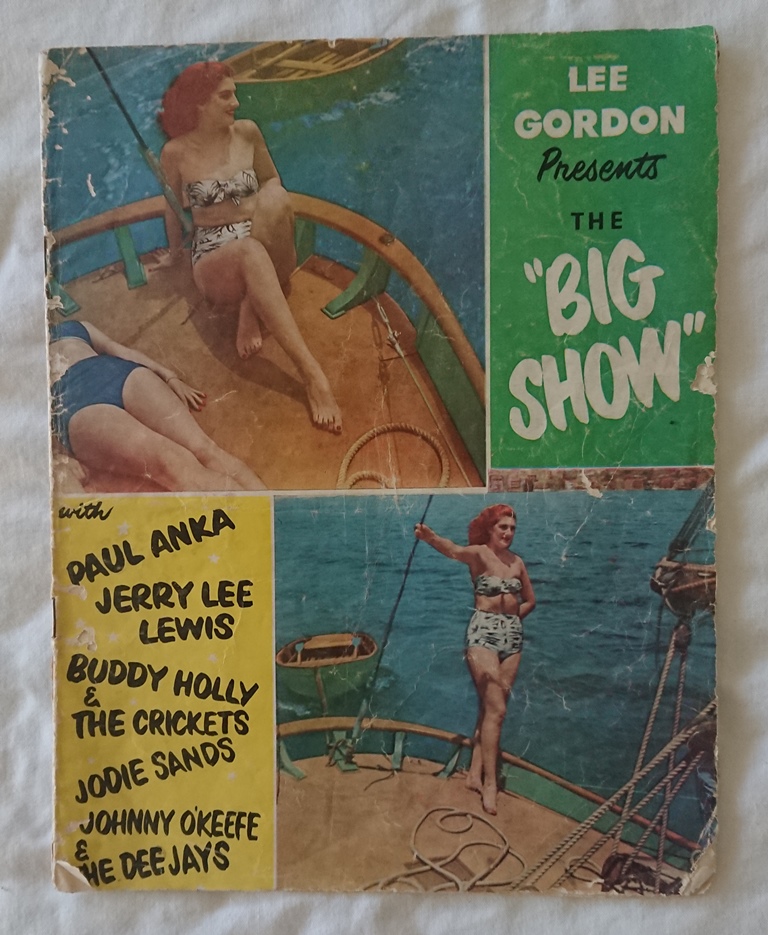 LEE
GORDON
Presents
THE
"BIG
SHOW"
with
PAUL ANKA
JERRY LEE
LEWIS
BUDDY HOLLY
&
THE CRICKETS
JODIE SANDS
JOHNNY O'KEEFE
&
HE DEE JAYS